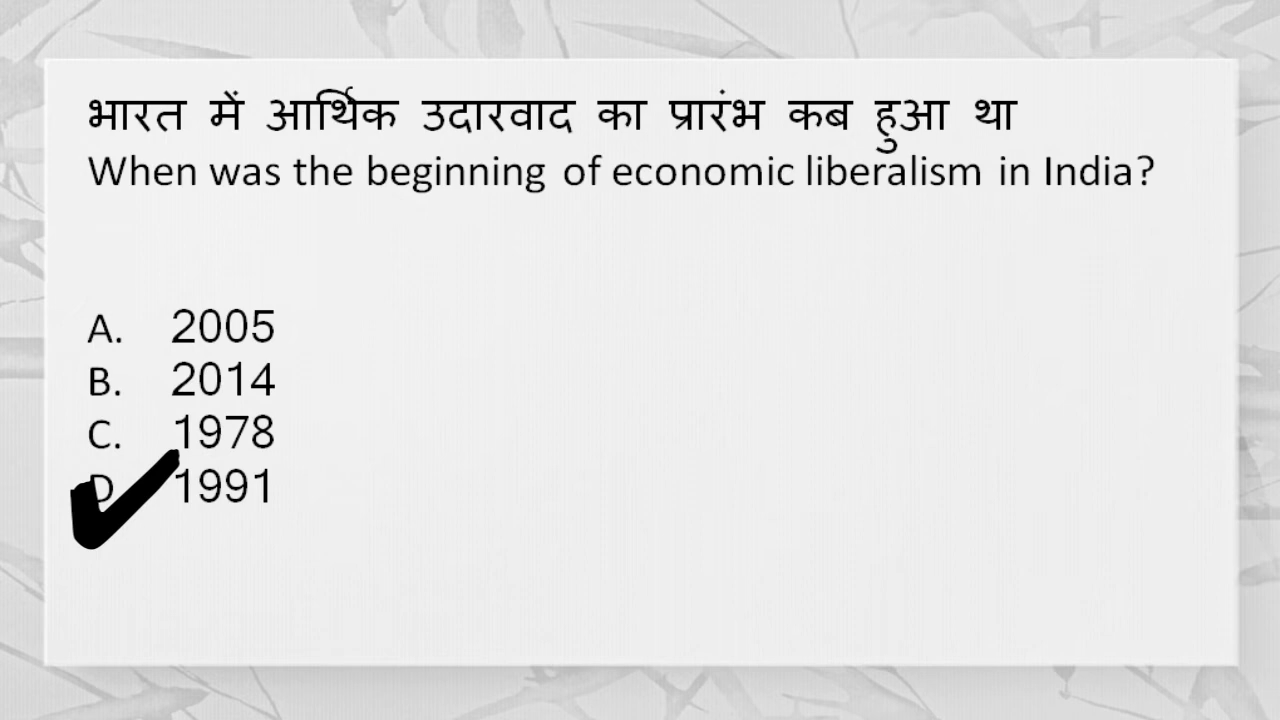 भारत में आर्थिक उदारवाद का प्रारंभ कब हुआ था
When was the beginning of economic liberalism in India?
A. 2005
B. 2014
C. 1978
D 1991